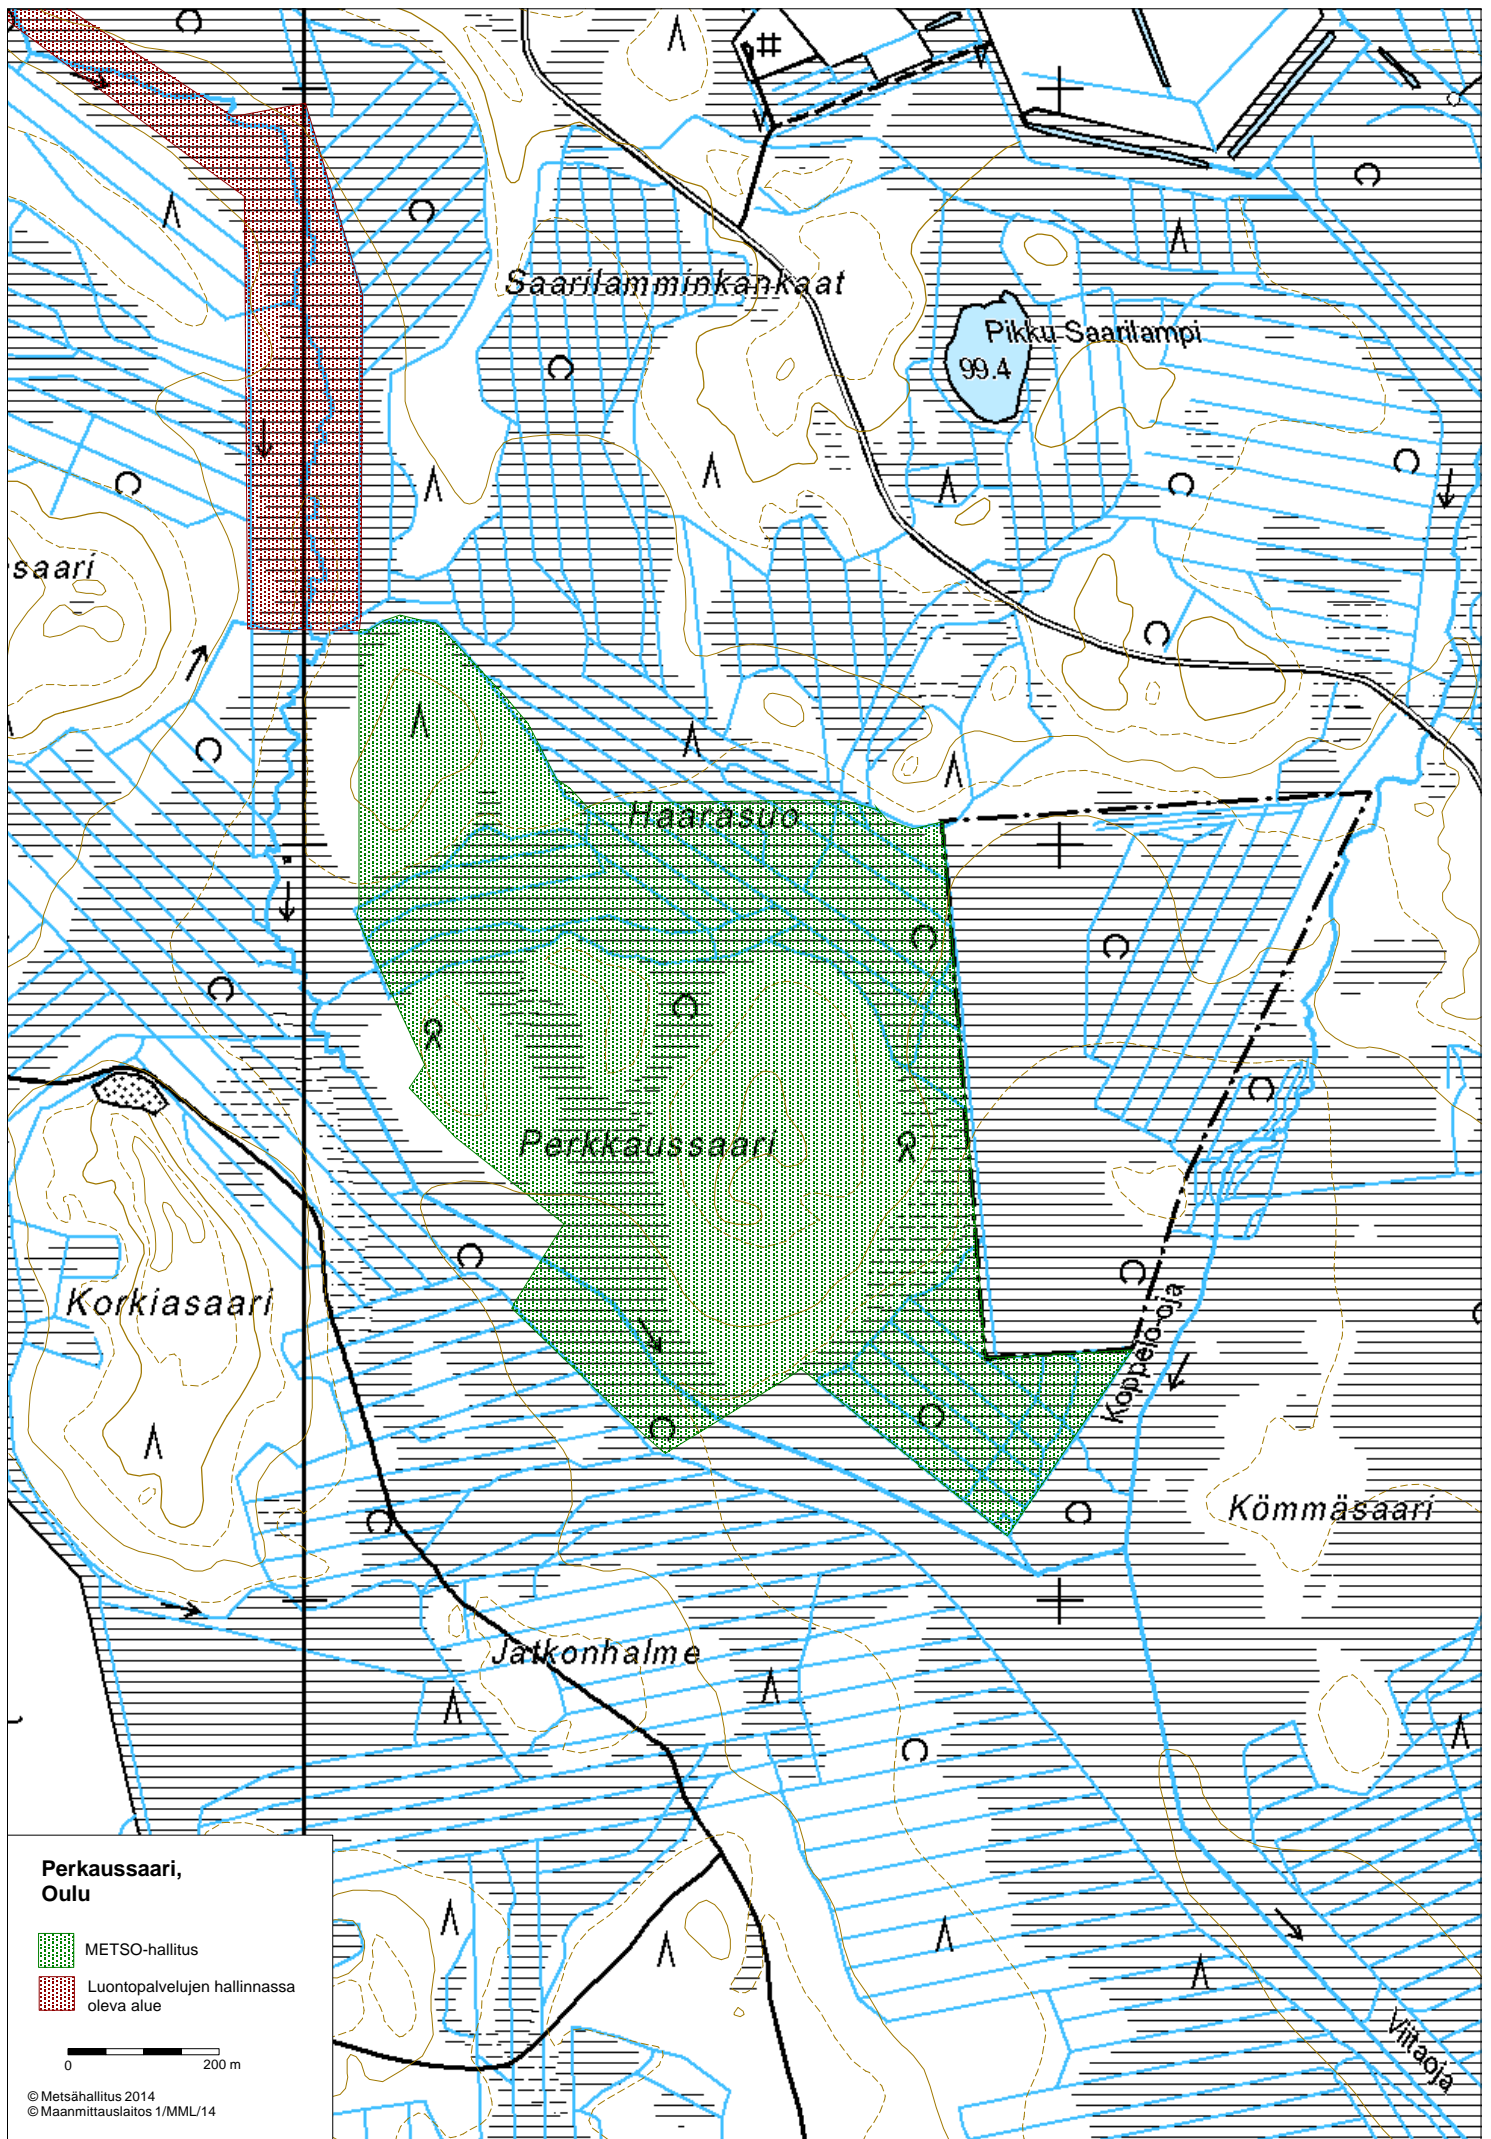 Saarilamminkankaat
Pikku-Saarilampi
99.4
saari
Haarasuo
Perkkaussaari
Korkiasaari
Koppelo-oja
Kömmäsaari
Jatkonhalme
Viitaoja
Perkaussaari,
Oulu
METSO-hallitus
Luontopalvelujen hallinnassa
oleva alue
0 200 m
© Metsähallitus 2014
© Maanmittauslaitos 1/MML/14